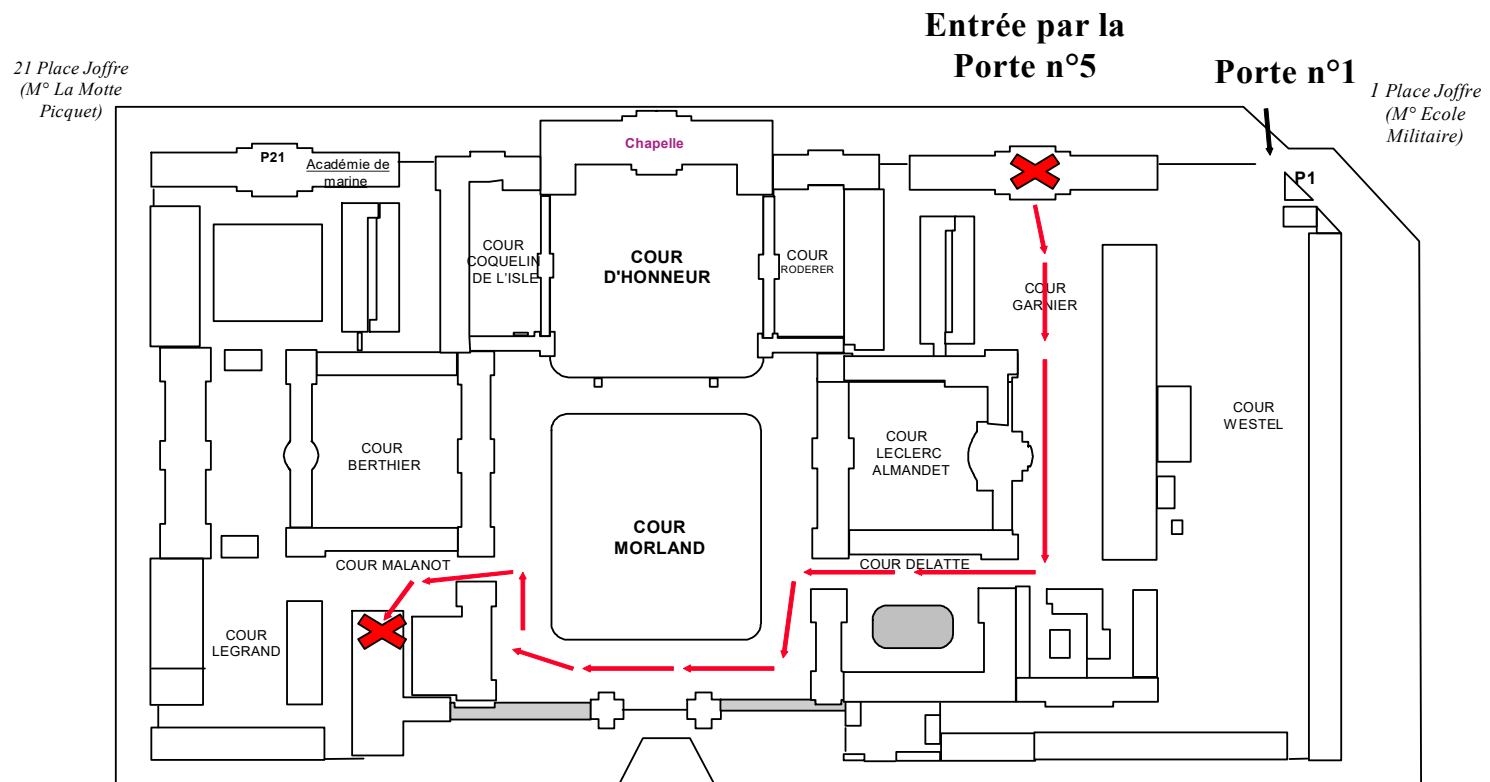 Entrée par la
Porte n°5
Porte n°1
21 Place Joffre
(M° La Motte
Picquet)
1 Place Joffre
(M° Ecole
Militaire)
Chapelle
P21
Académie de
marine
P1
COUR
COQUELIN
DE L'ISLE
COUR
D'HONNEUR
COUR
RODERER
COUR
GARNIER
COUR
BERTHIER
COUR
LECLERC
ALMANDET
COUR
WESTEL
COUR
MORLAND
COUR MALANOT
COUR DELATTE
COUR
LEGRAND